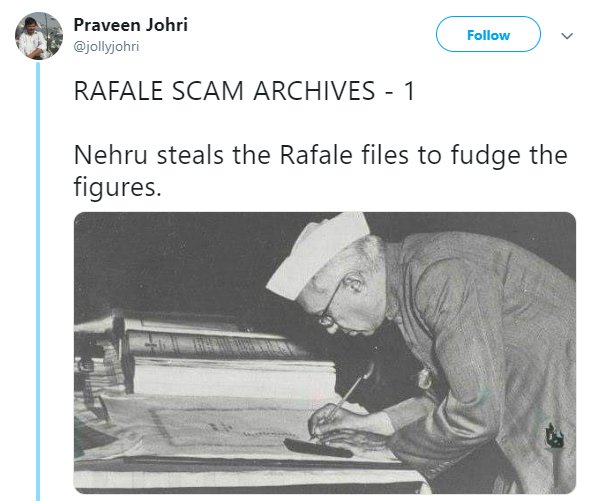 Praveen Johri
@jollyjohri
Follow
RAFALE SCAM ARCHIVES - 1
Nehru steals the Rafale files to fudge the
figures.